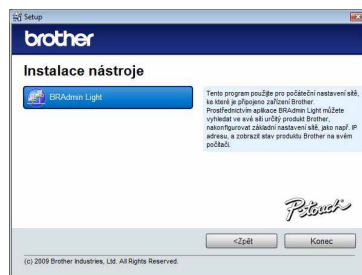 Setup
brother
Instalace nástroje
BRAdmin Light
Tento program použijte pro počáteční nastavení sítě,
ke které je připojeno zařízení Brother.
Prostřednictvím aplikace BRAdmin Light můžete
vyhledat ve své síti určitý produkt Brother,
nakonfigurovat základní nastavení sítě, jako např. IP
adresu, a zobrazit stav produktu Brother na svém
počítači.
P-touch
<Zpět
Konec
(c) 2009 Brother Industries, Ltd. All Rights Reserved.